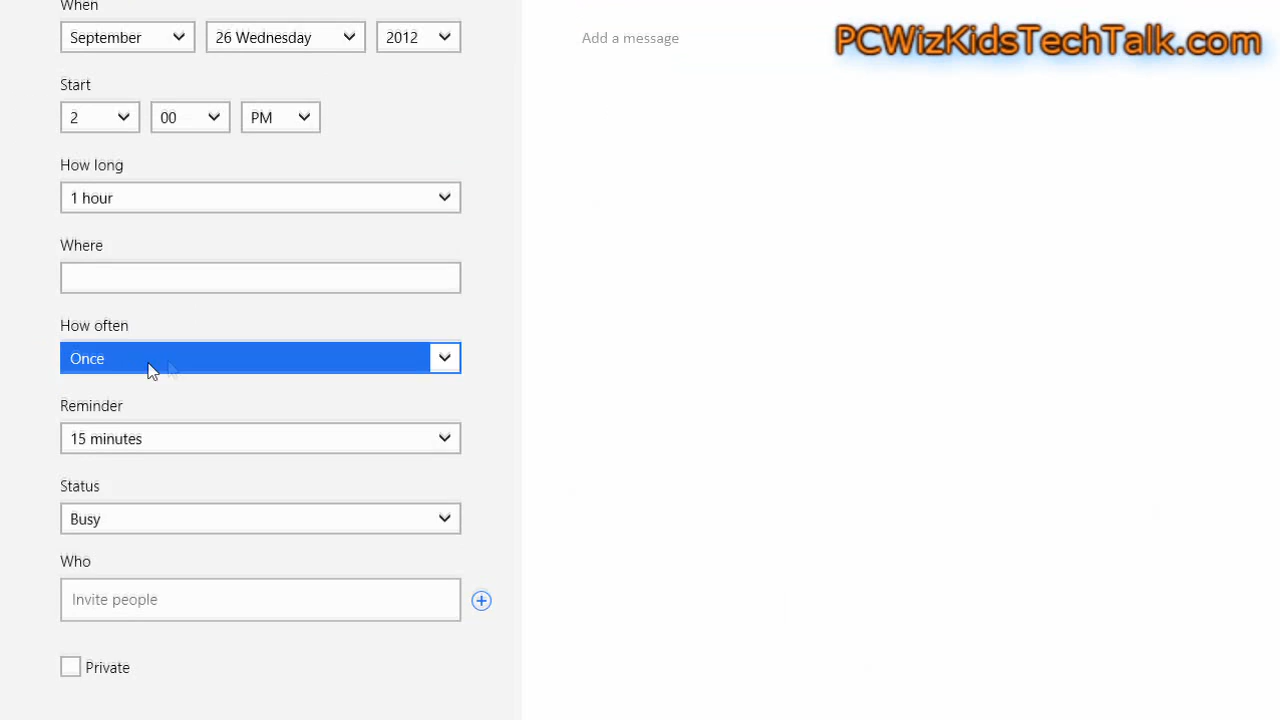 When
September 26 Wednesday 2012
Add a message
PCWizKidsTechTalk.com
Start
2 00 PM
How long
1 hour
Where
How often
Once
Reminder
15 minutes
Status
Busy
Who
Invite people
Private